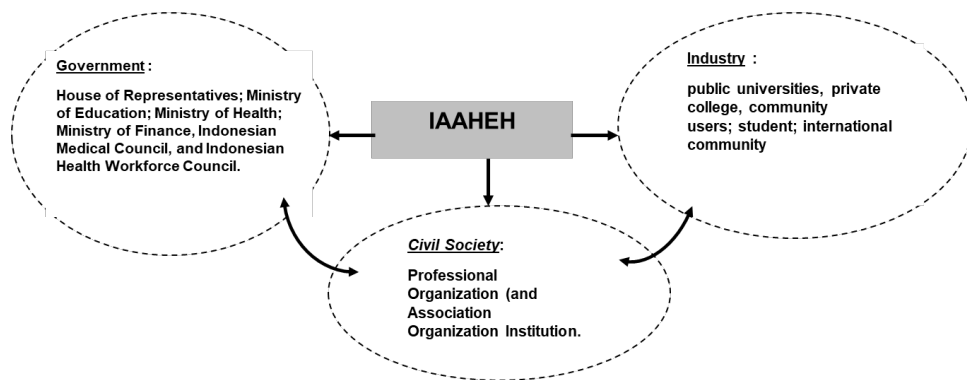 Government :
House of Representatives; Ministry
of Education; Ministry of Health;
Ministry of Finance, Indonesian
Medical Council, and Indonesian
Health Workforce Council.
IAAHEH
Industry :
public universities, private
college, community
users; student; international
community
Civil Society:
Professional
Organization (and
Association
Organization Institution.